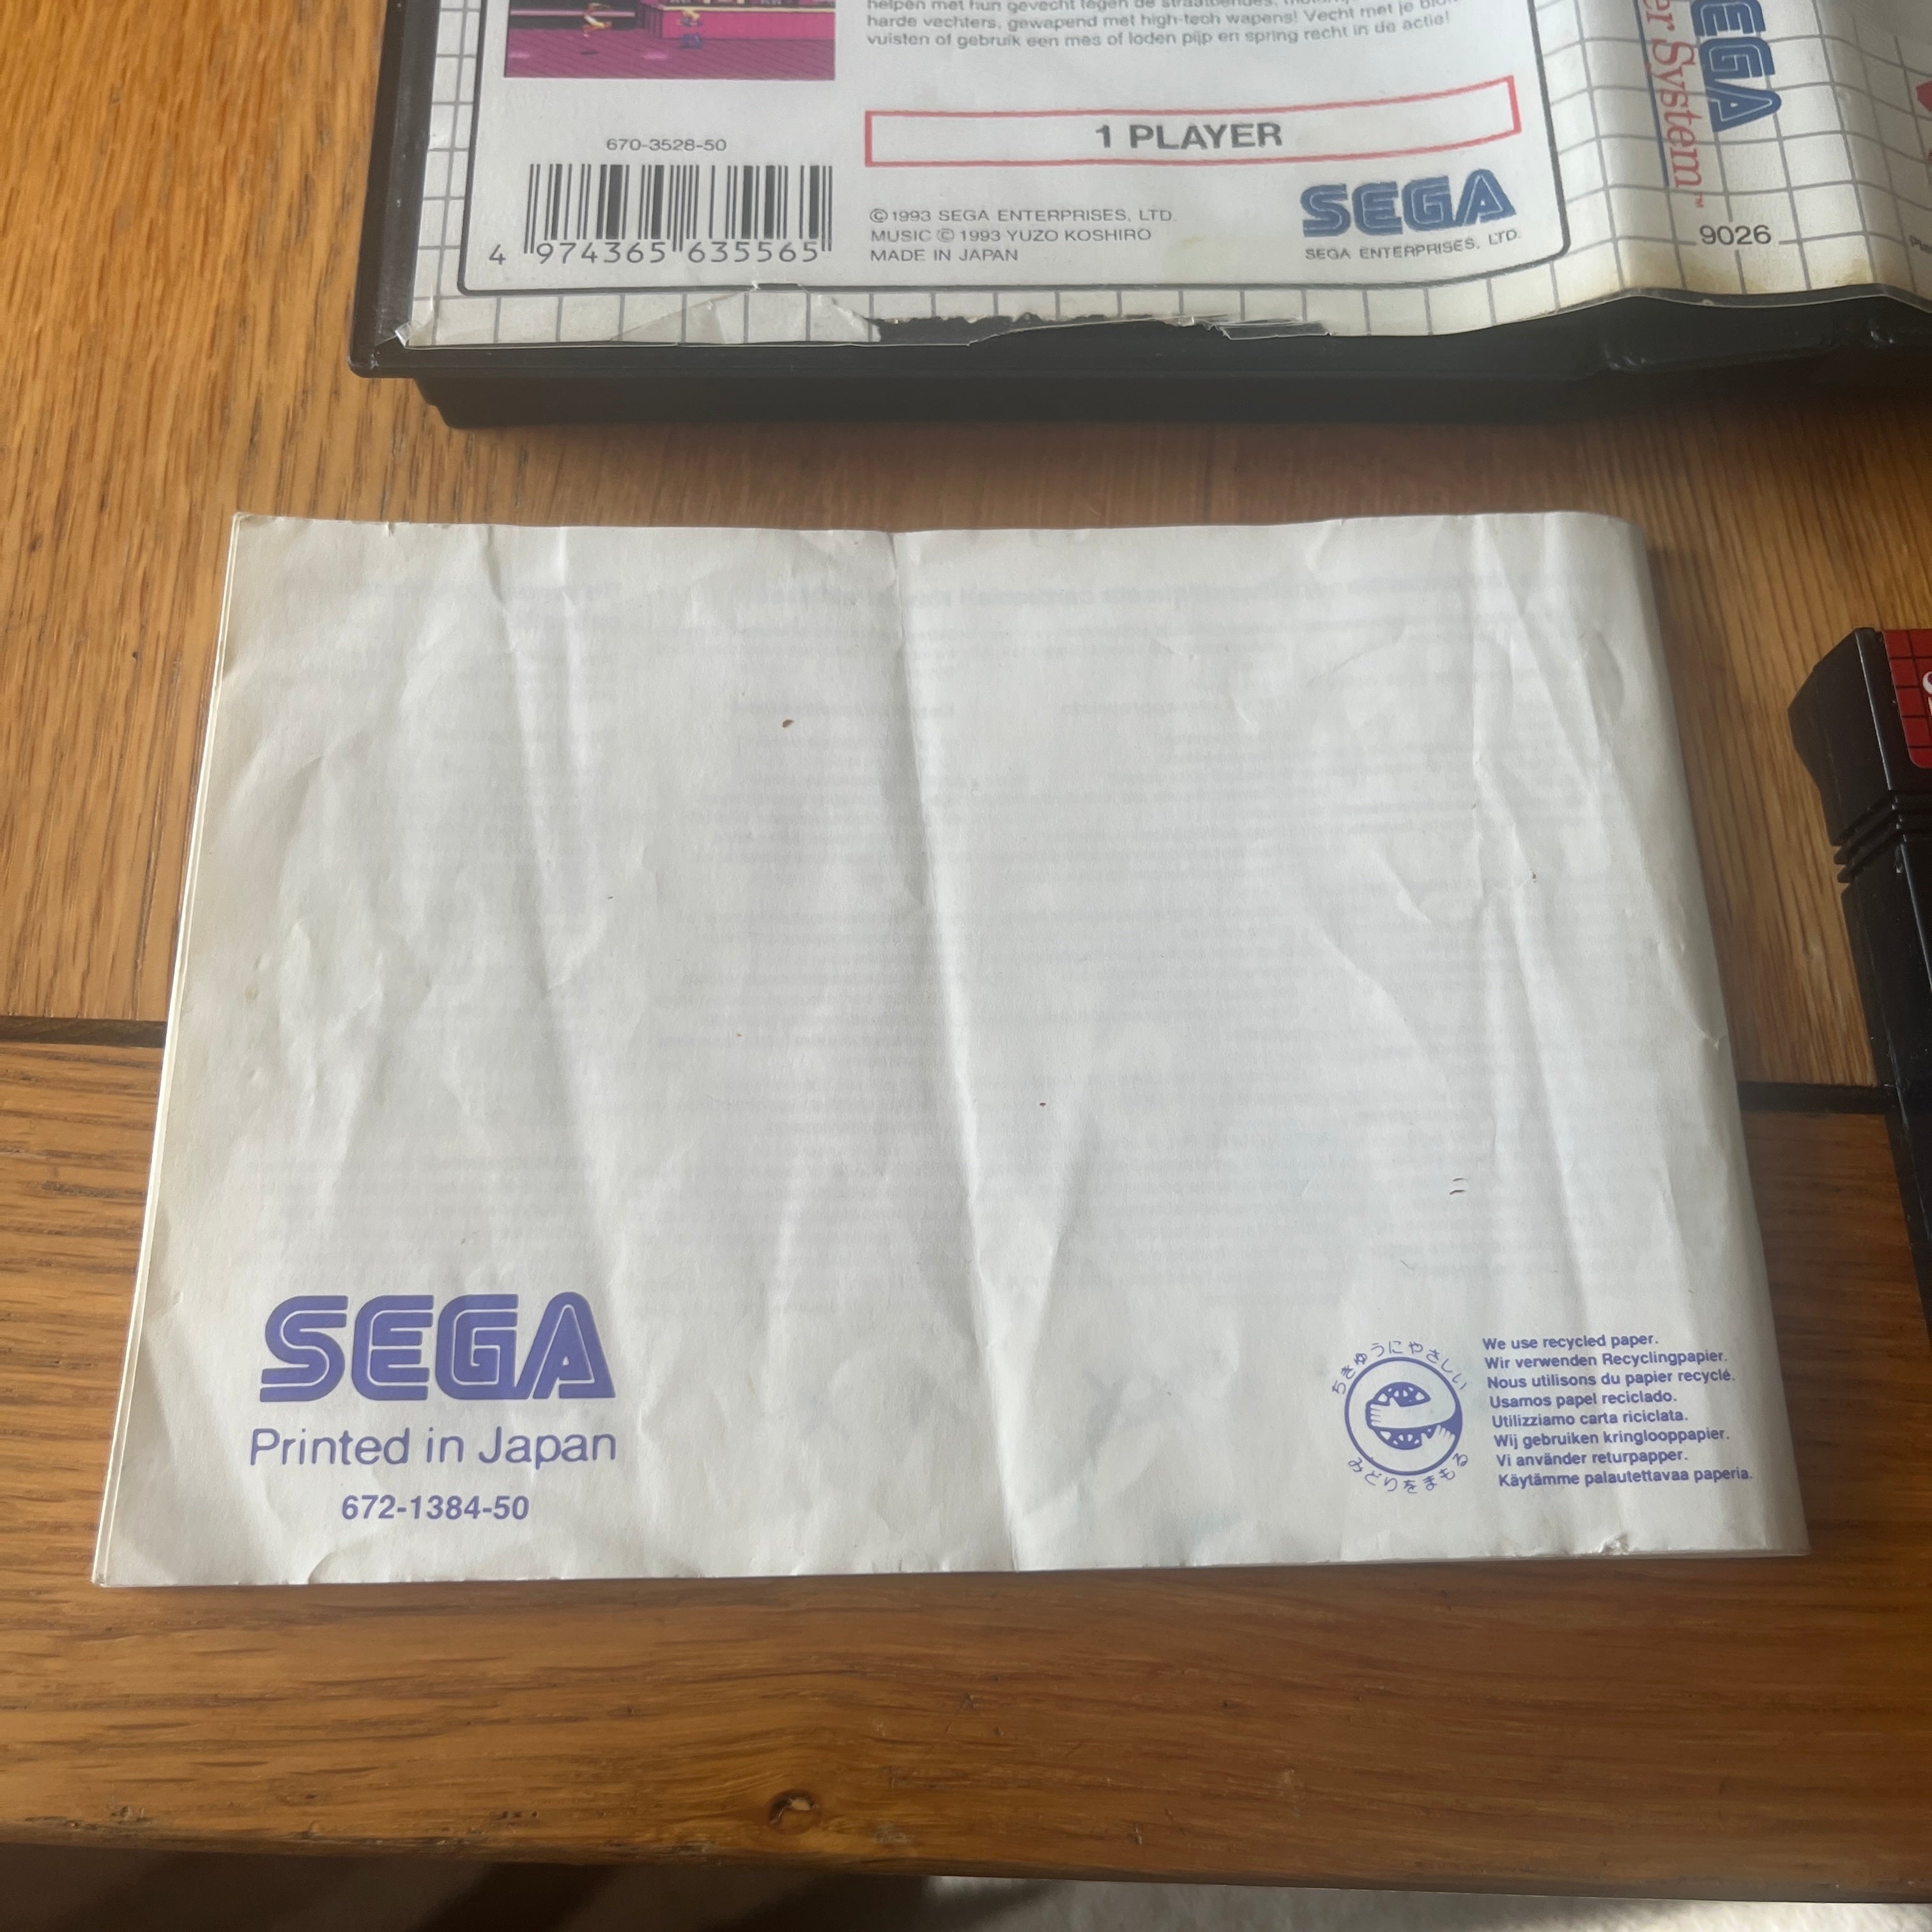 helpen met hun gevecht tegen de straatbendes.
harde vechters, gewapend met high-tech wapens! Vecht met je
vuisten of gebruik een mes of loden pijp en spring recht in de actie!
670-3528-50
4 974365 635565
1 PLAYER
©1993 SEGA ENTERPRISES, LTD.
MUSIC © 1993 YUZO KOSHIRO
MADE IN JAPAN
SEGA
SEGA ENTERPRISES, LTD.
SEGA
er System™
9026
SEGA
Printed in Japan
672-1384-50
ちきゅうにやさしい
みどりをまもる
We use recycled paper.
Wir verwenden Recyclingpapier.
Nous utilisons du papier recyclé.
Usamos papel reciclado.
Utilizziamo carta riciclata.
Wij gebruiken kringlooppapier.
Vi använder returpapper.
Käytämme palautettavaa paperia.